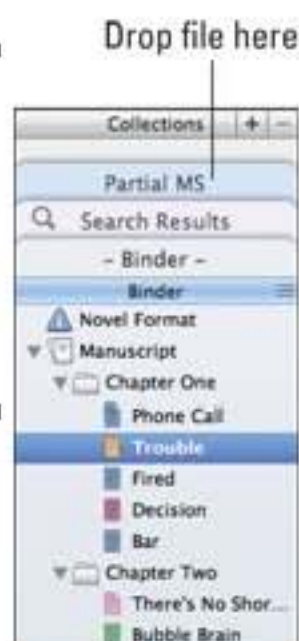 Drop file here
Collections + -
Partial MS
Search Results
- Binder -
Binder
Novel Format
Manuscript
Chapter One
Phone Call
Trouble
Fired
Decision
Bar
Chapter Two
There's No Shor...
Bubble Brain